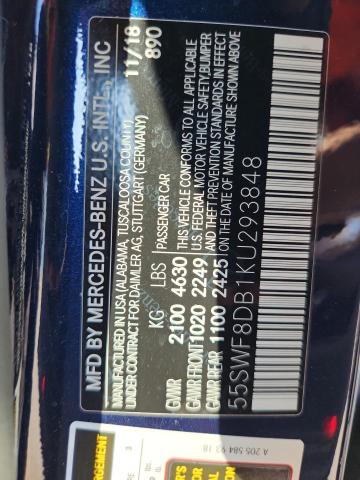 MFD BY MERCEDES-BENZ U.S. INTL., INC
MANUFACTURED IN USA (ALABAMA, TUSCALOOSA COUNTY) 11/18
UNDER CONTRACT FOR DAIMLER AG, STUTTGART (GERMANY) 890
KG LBS PASSENGER CAR
GVWR 2100 4630 THIS VEHICLE CONFORMS TO ALL APPLICABLE
GAWR FRONT 1020 2249 U.S. FEDERAL MOTOR VEHICLE SAFETY, BUMPER
GAWR REAR 1100 2425 AND THEFT PREVENTION STANDARDS IN EFFECT
ON THE DATE OF MANUFACTURE SHOWN ABOVE
55SWF8DB1KU293848
A 205 584 93 18